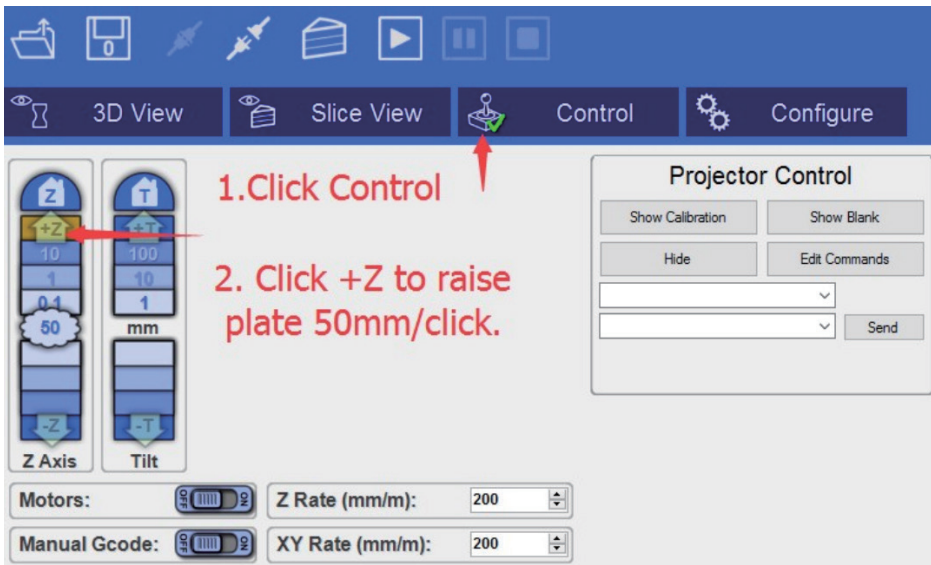 0
3D View
Slice View
Control
Configure
1.Click Control
2. Click +Z to raise
plate 50mm/click.
Z
T
+Z
+T
10
100
1
10
0.1
1
50
mm
-Z
-T
Z Axis
Tilt
Projector Control
Show Calibration
Show Blank
Hide
Edit Commands
Send
Motors:
OFF
ON
Z Rate (mm/m):
200
Manual Gcode:
OFF
ON
XY Rate (mm/m):
200